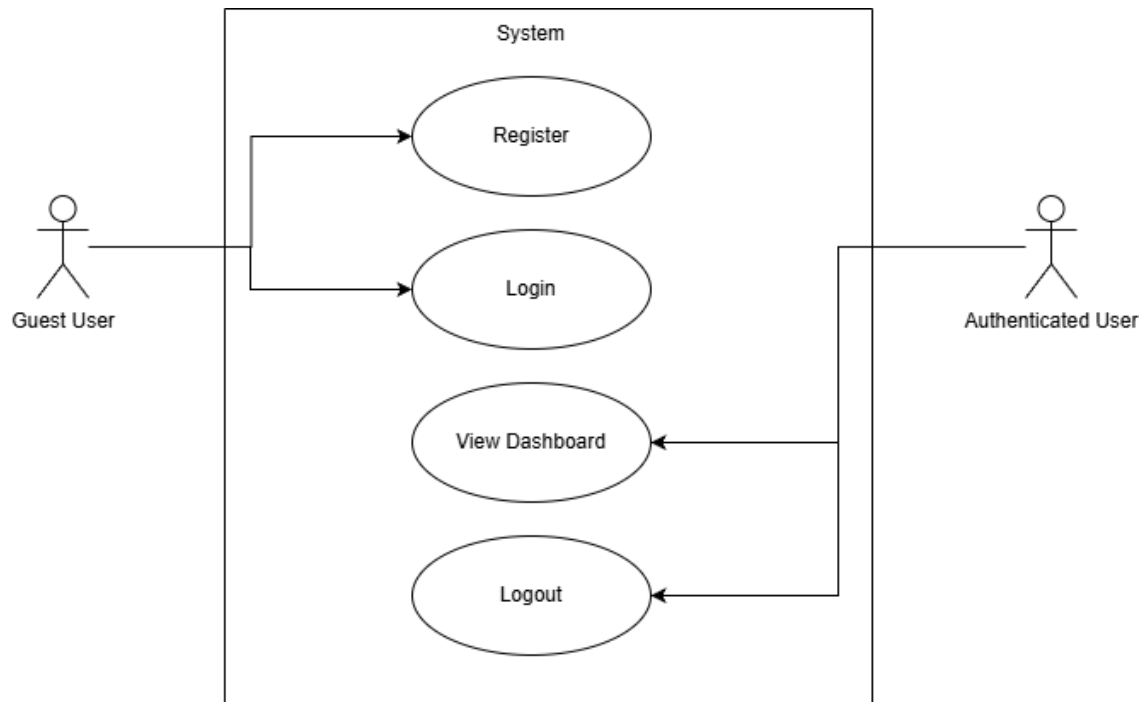 System
Register
Login
Guest User
Authenticated User
View Dashboard
Logout